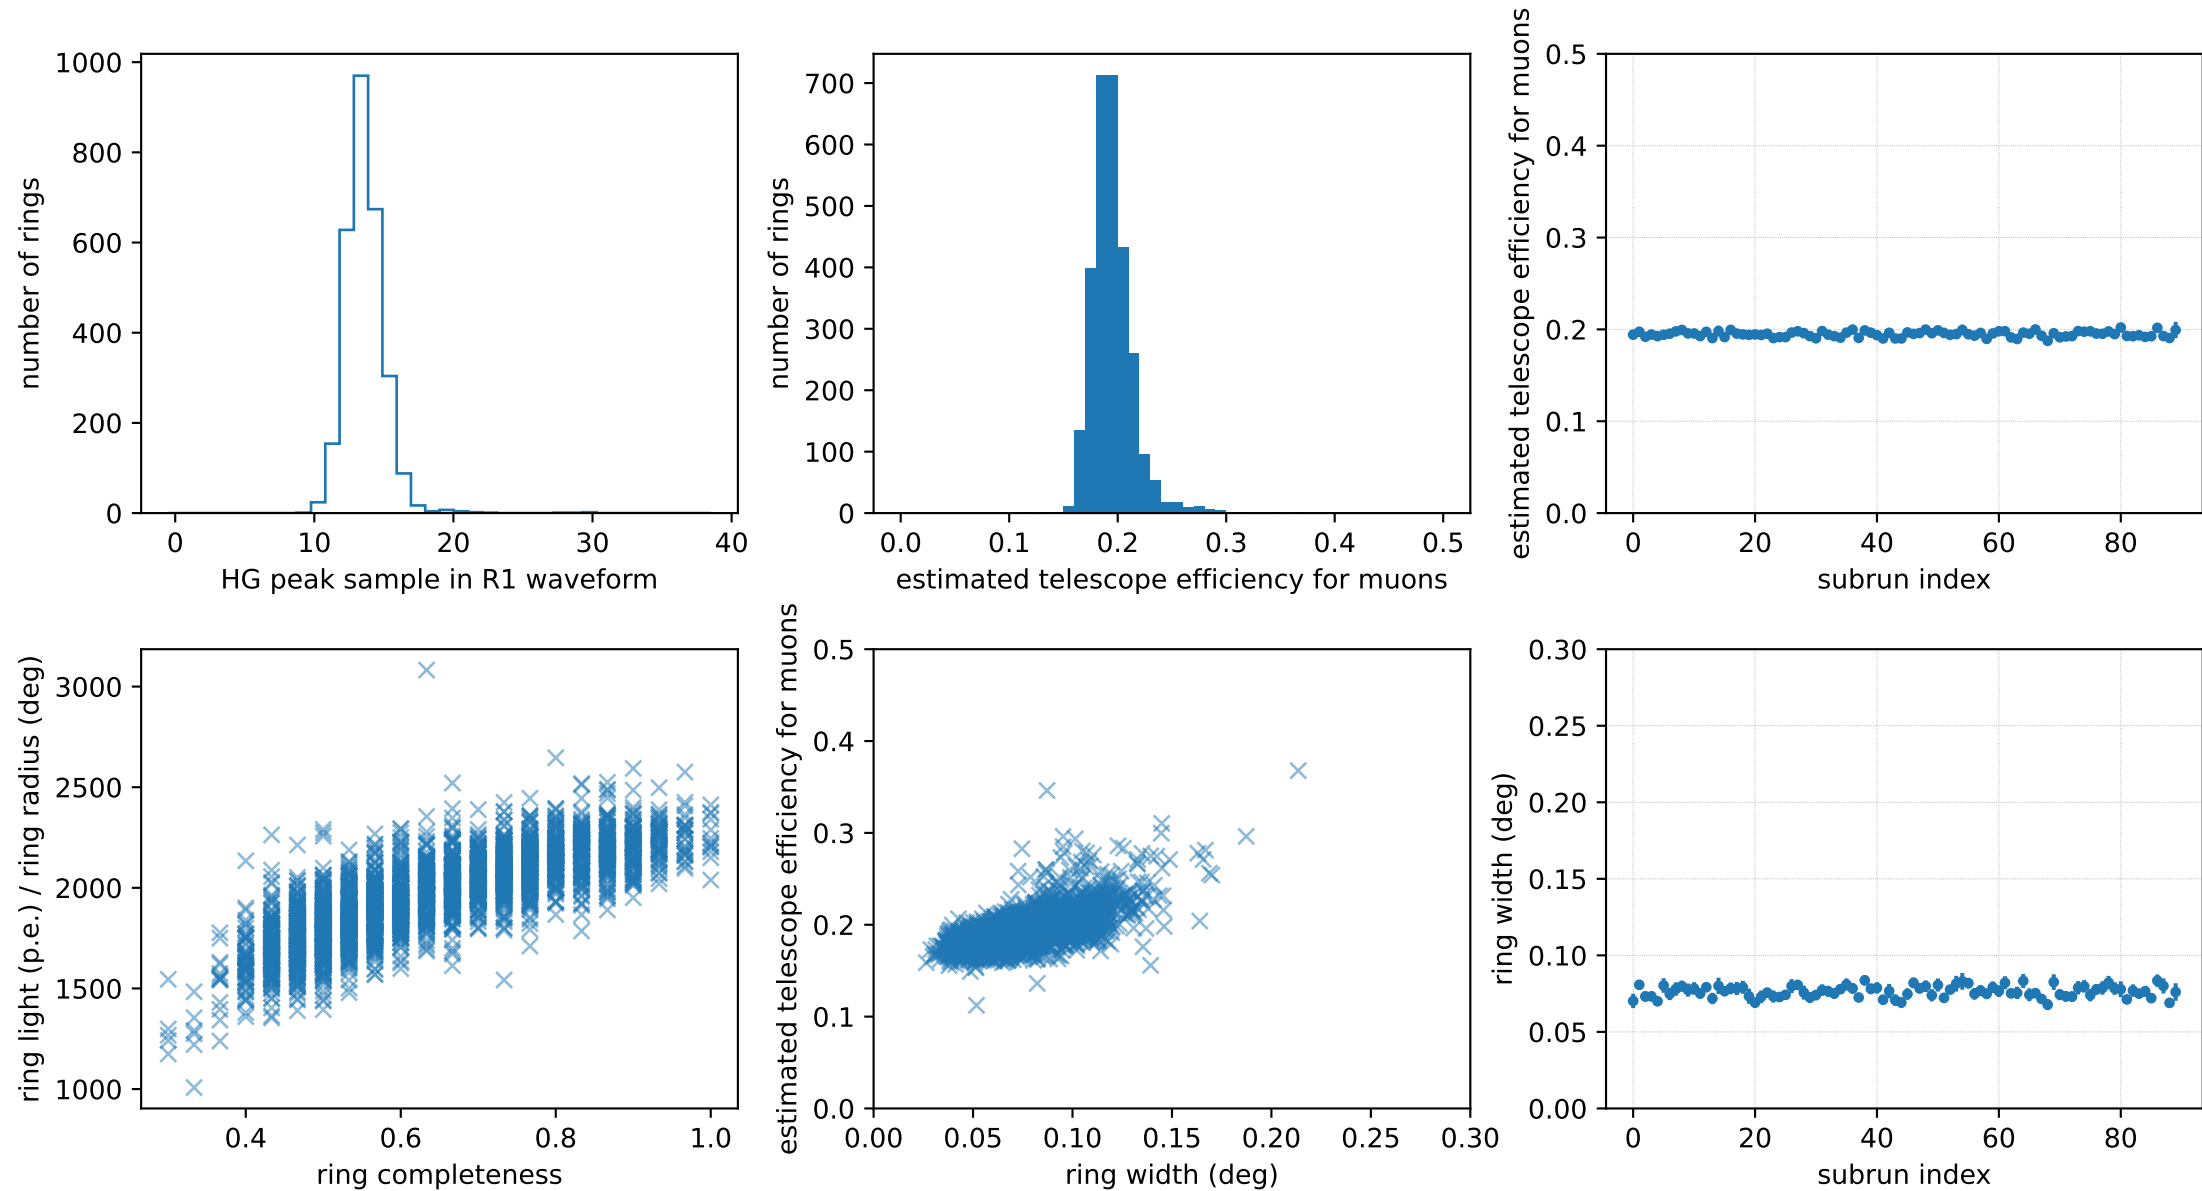 1000
800
600
400
200
0
number of rings
0 10 20 30 40
HG peak sample in R1 waveform
700
600
500
400
300
200
100
0
number of rings
0.0 0.1 0.2 0.3 0.4 0.5
estimated telescope efficiency for muons
0.5
0.4
0.3
0.2
0.1
0.0
estimated telescope efficiency for muons
0 20 40 60 80
subrun index
3000
2500
2000
1500
1000
ring light (p.e.) / ring radius (deg)
0.4 0.6 0.8 1.0
ring completeness
0.5
0.4
0.3
0.2
0.1
0.0
estimated telescope efficiency for muons
0.00 0.05 0.10 0.15 0.20 0.25 0.30
ring width (deg)
0.30
0.25
0.20
0.15
0.10
0.05
0.00
ring width (deg)
0 20 40 60 80
subrun index